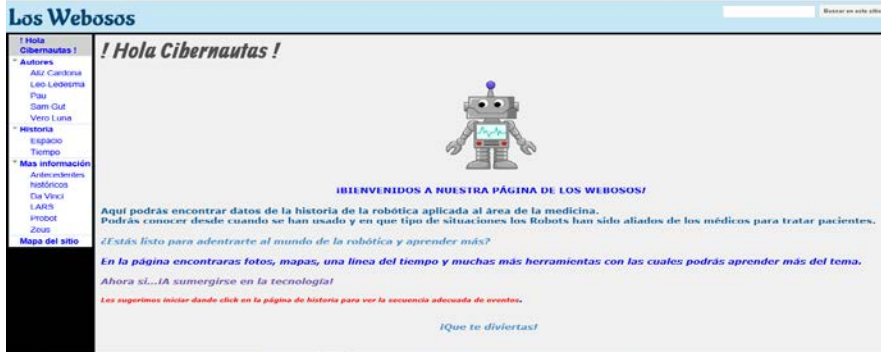 Los Webosos
Buscar en este sitio
! Hola
Cibernautas !
Autores
Aliz Cardona
Leo Ledesma
Pau
Sam Gut
Vero Luna
Historia
Espacio
Tiempo
Mas información
Antecedentes
históricos
Da Vinci
LARS
Probot
Zeus
Mapa del sitio
! Hola Cibernautas !
¡BIENVENIDOS A NUESTRA PÁGINA DE LOS WEBOSOS!
Aquí podrás encontrar datos de la historia de la robótica aplicada al área de la medicina.
Podrás conocer desde cuando se han usado y en que tipo de situaciones los Robots han sido aliados de los médicos para tratar pacientes.
¿Estás listo para adentrarte al mundo de la robótica y aprender más?
En la página encontraras fotos, mapas, una línea del tiempo y muchas más herramientas con las cuales podrás aprender más del tema.
Ahora si...¡A sumergirse en la tecnología!
Les sugerimos iniciar dando click en la página de historia para ver la secuencia adecuada de eventos.
¡Que te diviertas!